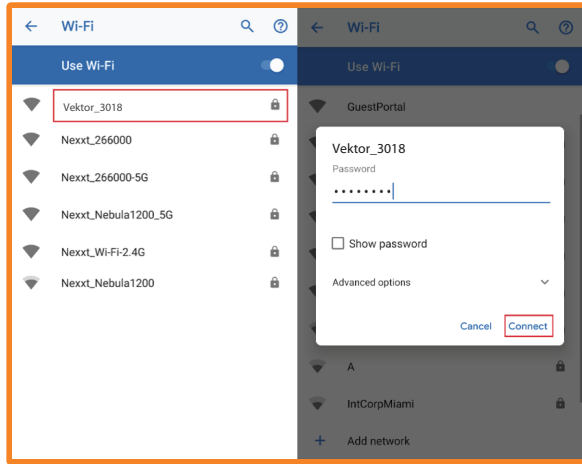 Wi-Fi
Use Wi-Fi
Vektor_3018
Nexxt_266000
Nexxt_266000-5G
Nexxt_Nebula1200_5G
Nexxt_Wi-Fi-2.4G
Nexxt_Nebula1200
Wi-Fi
Use Wi-Fi
GuestPortal
Vektor_3018
Password
••••••••
Show password
Advanced options
Cancel Connect
A
IntCorpMiami
Add network